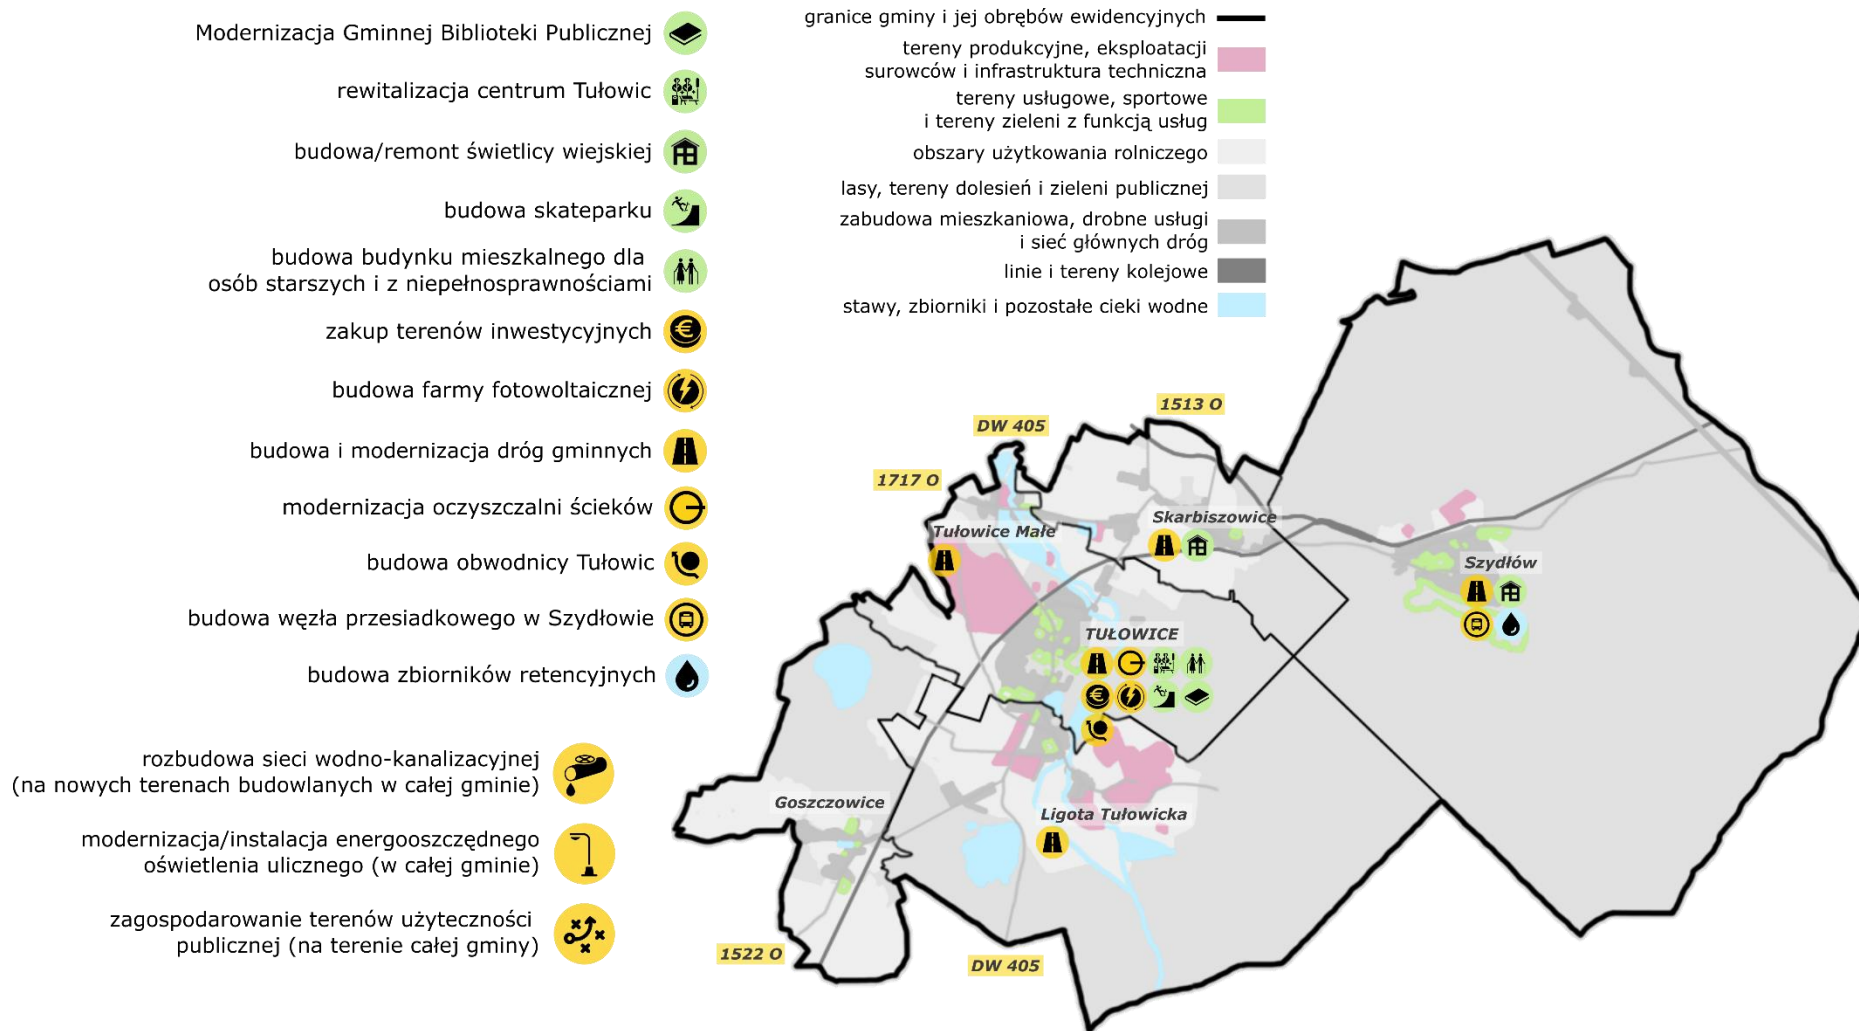 Modernizacja Gminnej Biblioteki Publicznej
rewitalizacja centrum Tułowic
budowa/remont świetlicy wiejskiej
budowa skateparku
budowa budynku mieszkalnego dla
osób starszych i z niepełnosprawnościami
zakup terenów inwestycyjnych
budowa farmy fotowoltaicznej
budowa i modernizacja dróg gminnych
modernizacja oczyszczalni ścieków
budowa obwodnicy Tułowic
budowa węzła przesiadkowego w Szydłowie
budowa zbiorników retencyjnych
rozbudowa sieci wodno-kanalizacyjnej
(na nowych terenach budowlanych w całej gminie)
modernizacja/instalacja energooszczędnego
oświetlenia ulicznego (w całej gminie)
zagospodarowanie terenów użyteczności
publicznej (na terenie całej gminy)
granice gminy i jej obrębów ewidencyjnych
tereny produkcyjne, eksploatacji
surowców i infrastruktura techniczna
tereny usługowe, sportowe
i tereny zieleni z funkcją usług
obszary użytkowania rolniczego
lasy, tereny dolesień i zieleni publicznej
zabudowa mieszkaniowa, drobne usługi
i sieć głównych dróg
linie i tereny kolejowe
stawy, zbiorniki i pozostałe cieki wodne
1513 O
DW 405
1717 O
Skarbiszowice
Tułowice Małe
Szydłów
TUŁOWICE
Goszczowice
Ligota Tułowicka
1522 O
DW 405